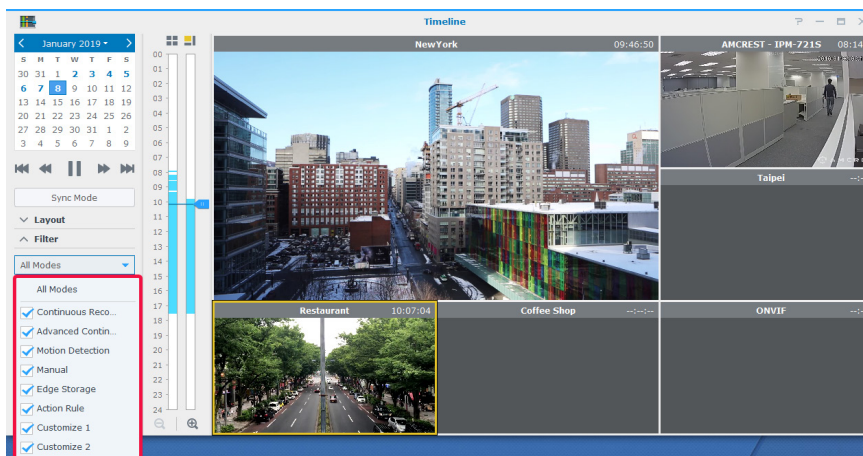 Timeline
January 2019
S M T W T F S
30 31 1 2 3 4 5
6 7 8 9 10 11 12
13 14 15 16 17 18 19
20 21 22 23 24 25 26
27 28 29 30 31 1 2
3 4 5 6 7 8 9
Sync Mode
Layout
Filter
All Modes
All Modes
Continuous Reco...
Advanced Contin...
Motion Detection
Manual
Edge Storage
Action Rule
Customize 1
Customize 2
00
01
02
03
04
05
06
07
08
09
10
11
12
13
14
15
16
17
18
19
20
21
22
23
24
NewYork 09:46:50
AMCREST - IPM-721S 08:14
Taipei --:-
Restaurant 10:07:04
Coffee Shop --:--:--
ONVIF --:-